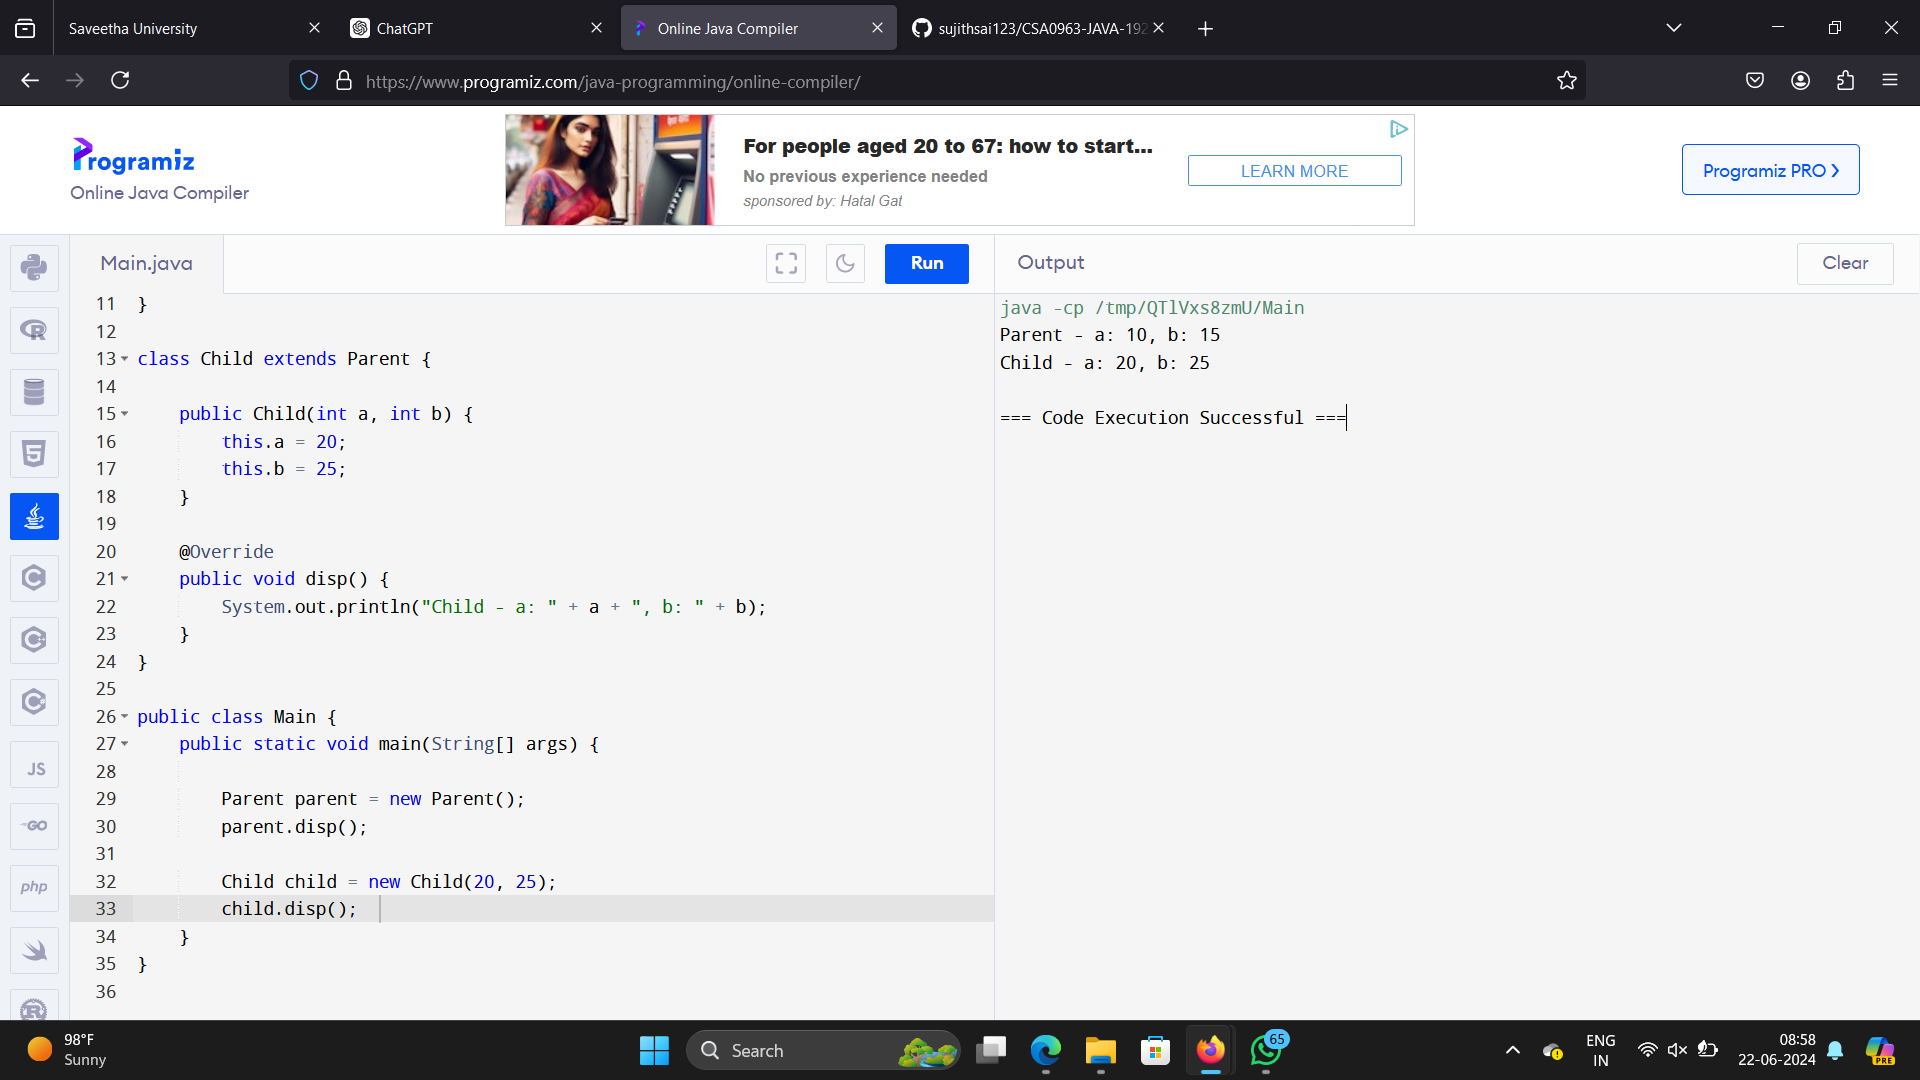 Saveetha University
ChatGPT
Online Java Compiler
sujithsai123/CSA0963-JAVA-192
https://www.programiz.com/java-programming/online-compiler/
Programiz
Online Java Compiler
For people aged 20 to 67: how to start...
No previous experience needed
sponsored by: Hatal Gat
LEARN MORE
Programiz PRO ❯
Main.java
Run
Output
Clear
11 }
12
13 class Child extends Parent {
14
15 public Child(int a, int b) {
16 this.a = 20;
17 this.b = 25;
18 }
19
20 @Override
21 public void disp() {
22 System.out.println("Child - a: " + a + ", b: " + b);
23 }
24 }
25
26 public class Main {
27 public static void main(String[] args) {
28
29 Parent parent = new Parent();
30 parent.disp();
31
32 Child child = new Child(20, 25);
33 child.disp();
34 }
35 }
36
java -cp /tmp/QTlVxs8zmU/Main
Parent - a: 10, b: 15
Child - a: 20, b: 25
=== Code Execution Successful ===
JS
GO
php
98°F
Sunny
Search
65
ENG
IN
08:58
22-06-2024
PRE